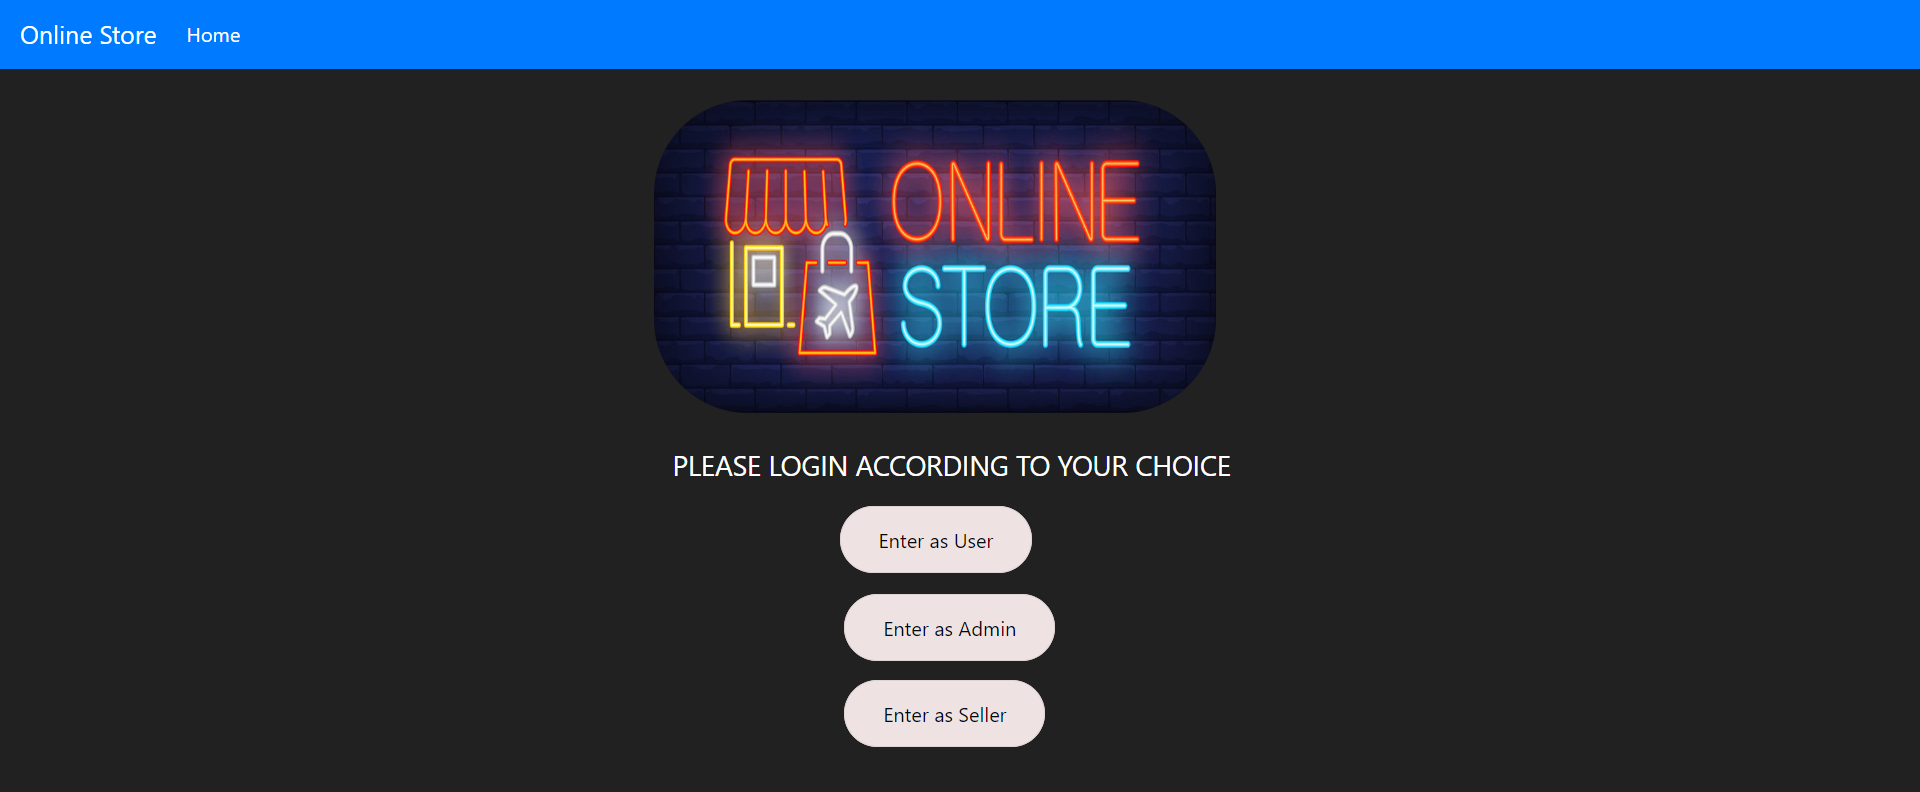 Online Store Home
ONLINE
STORE
PLEASE LOGIN ACCORDING TO YOUR CHOICE
Enter as User
Enter as Admin
Enter as Seller